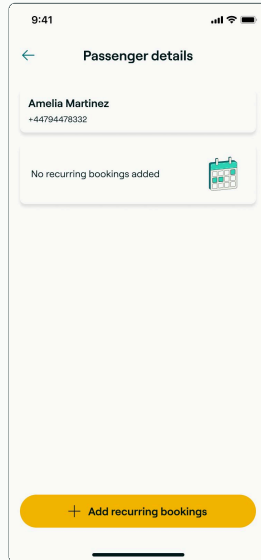 9:41
Passenger details
Amelia Martinez
+44794478332
No recurring bookings added
Add recurring bookings